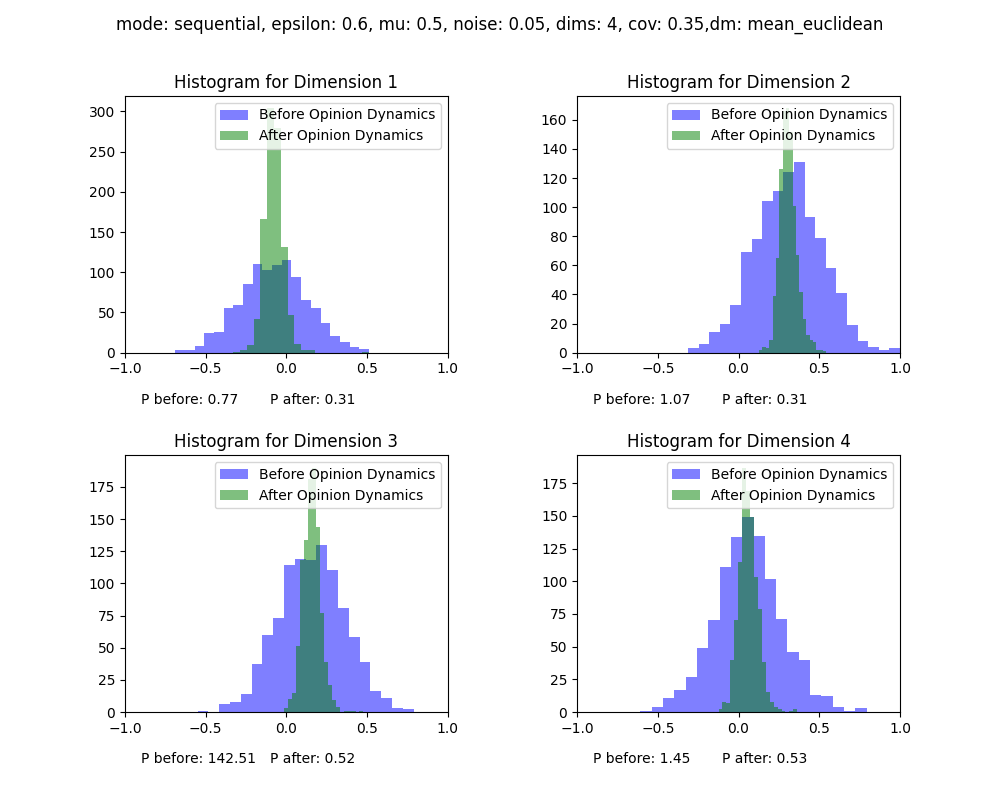 mode: sequential, epsilon: 0.6, mu: 0.5, noise: 0.05, dims: 4, cov: 0.35,dm: mean_euclidean
Histogram for Dimension 1
Before Opinion Dynamics
After Opinion Dynamics
300
250
200
150
100
50
0
−1.0 −0.5 0.0 0.5 1.0
P before: 0.77 P after: 0.31
Histogram for Dimension 2
Before Opinion Dynamics
After Opinion Dynamics
160
140
120
100
80
60
40
20
0
−1.0 −0.5 0.0 0.5 1.0
P before: 1.07 P after: 0.31
Histogram for Dimension 3
Before Opinion Dynamics
After Opinion Dynamics
175
150
125
100
75
50
25
0
−1.0 −0.5 0.0 0.5 1.0
P before: 142.51 P after: 0.52
Histogram for Dimension 4
Before Opinion Dynamics
After Opinion Dynamics
175
150
125
100
75
50
25
0
−1.0 −0.5 0.0 0.5 1.0
P before: 1.45 P after: 0.53